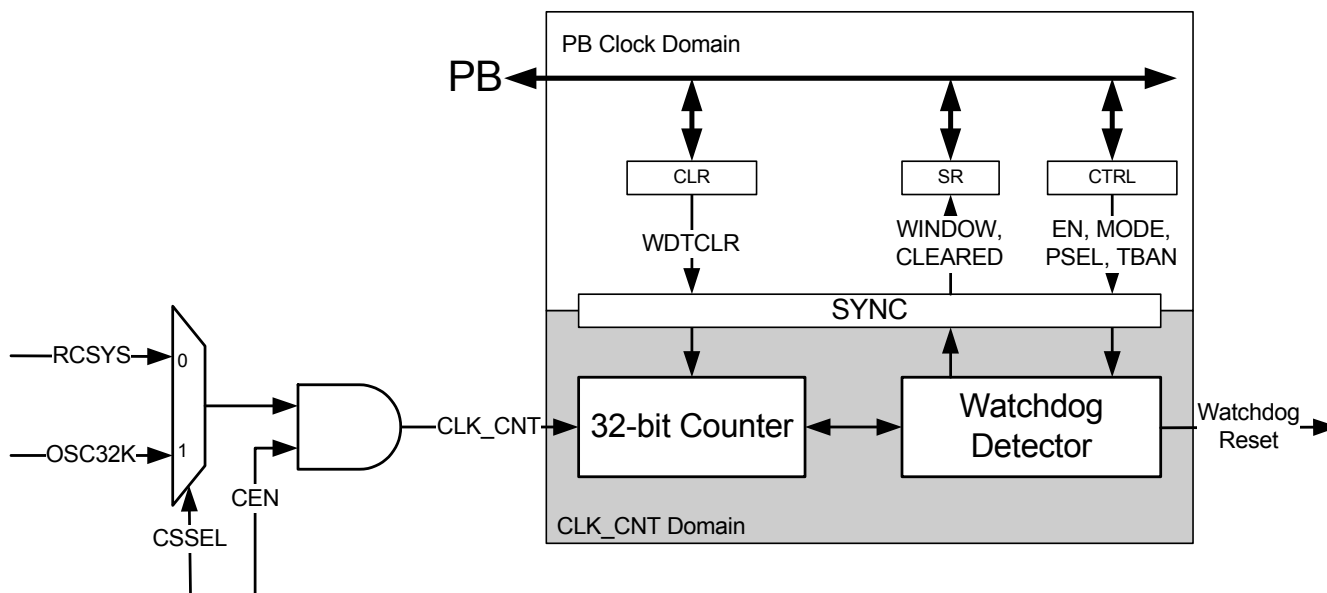 PB Clock Domain
PB
CLR
SR
CTRL
WDTCLR
WINDOW,
CLEARED
EN, MODE,
PSEL, TBAN
SYNC
RCSYS
0
OSC32K
1
CSSEL
CEN
CLK_CNT
32-bit Counter
Watchdog
Detector
Watchdog
Reset
CLK_CNT Domain